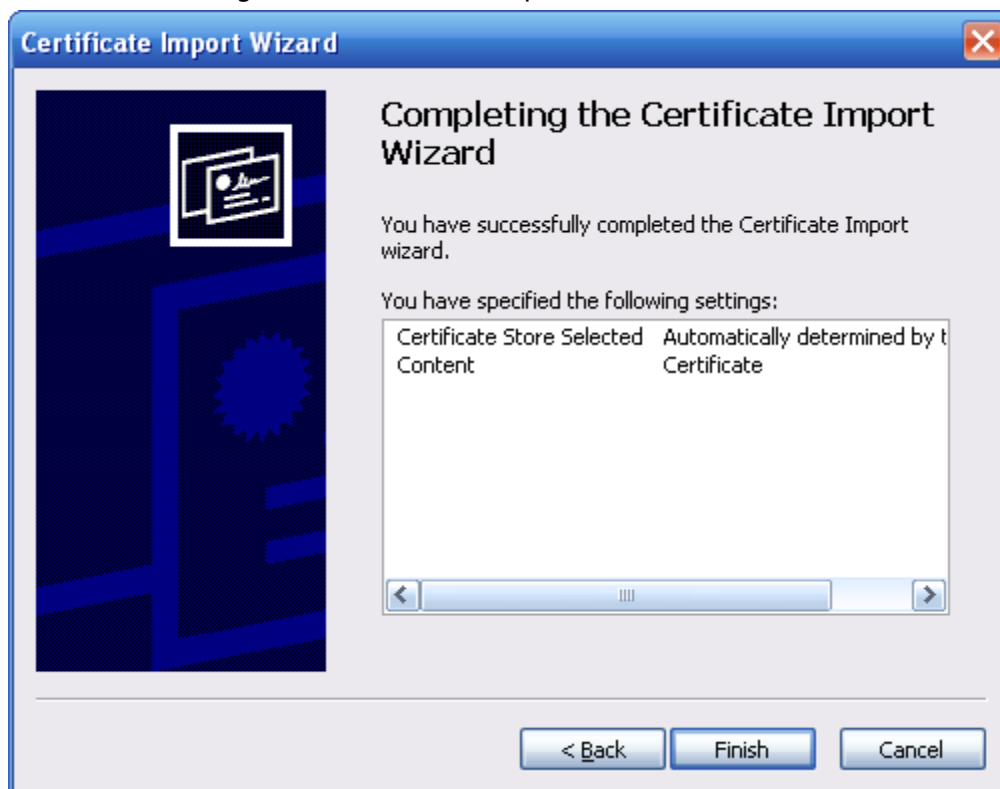 Certificate Import Wizard
Completing the Certificate Import
Wizard
You have successfully completed the Certificate Import
wizard.
You have specified the following settings:
Certificate Store Selected Automatically determined by t
Content Certificate
< Back Finish Cancel